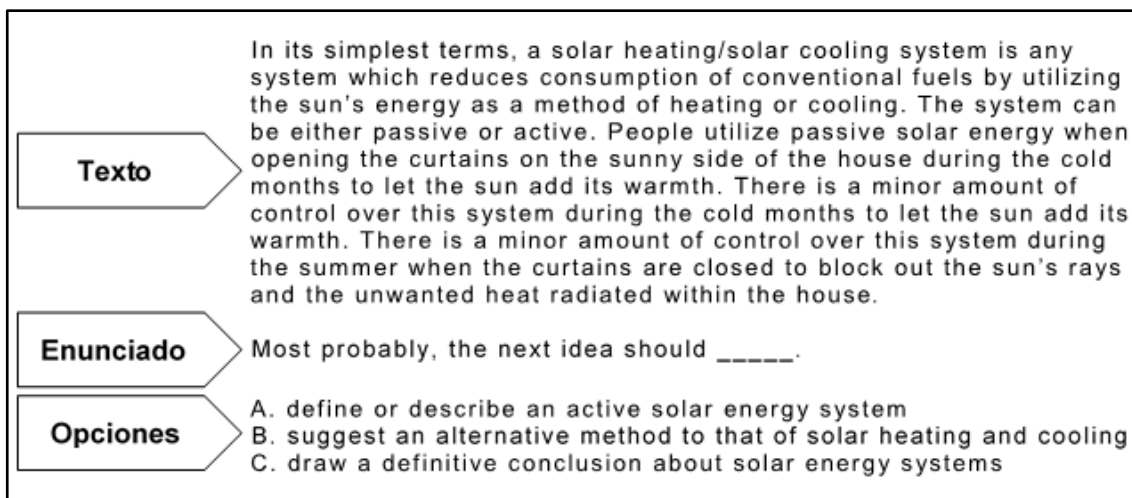 Texto
In its simplest terms, a solar heating/solar cooling system is any
system which reduces consumption of conventional fuels by utilizing
the sun's energy as a method of heating or cooling. The system can
be either passive or active. People utilize passive solar energy when
opening the curtains on the sunny side of the house during the cold
months to let the sun add its warmth. There is a minor amount of
control over this system during the cold months to let the sun add its
warmth. There is a minor amount of control over this system during
the summer when the curtains are closed to block out the sun's rays
and the unwanted heat radiated within the house.
Enunciado
Most probably, the next idea should _____.
Opciones
A. define or describe an active solar energy system
B. suggest an alternative method to that of solar heating and cooling
C. draw a definitive conclusion about solar energy systems